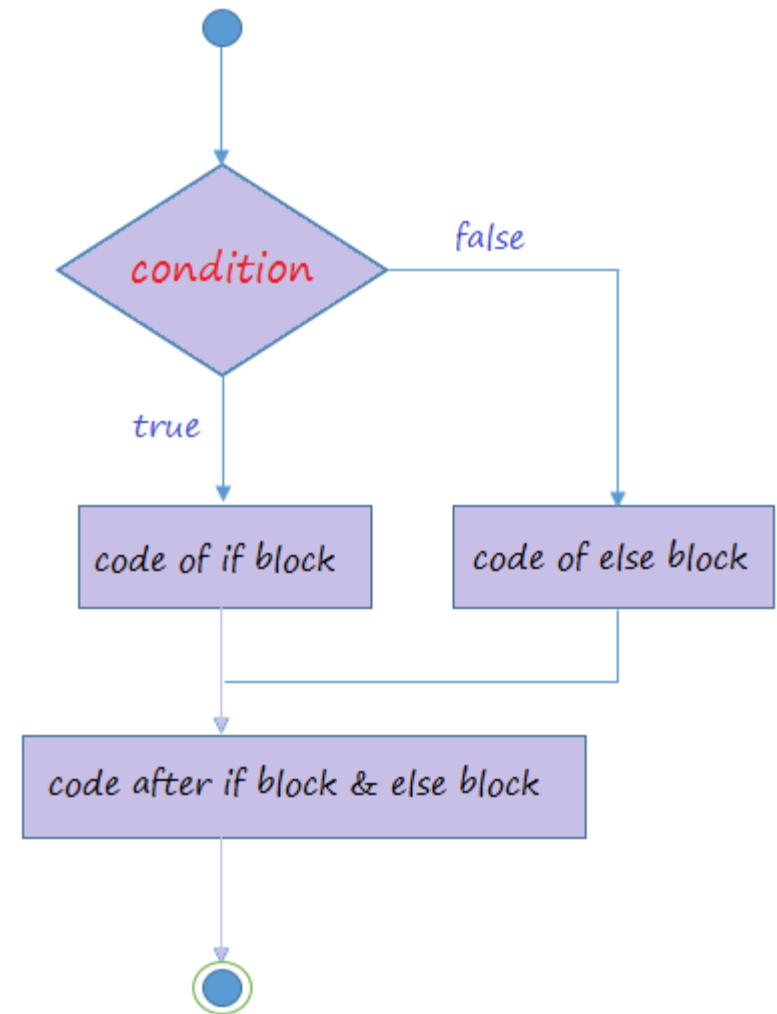 condition
false
true
code of if block
code of else block
code after if block & else block